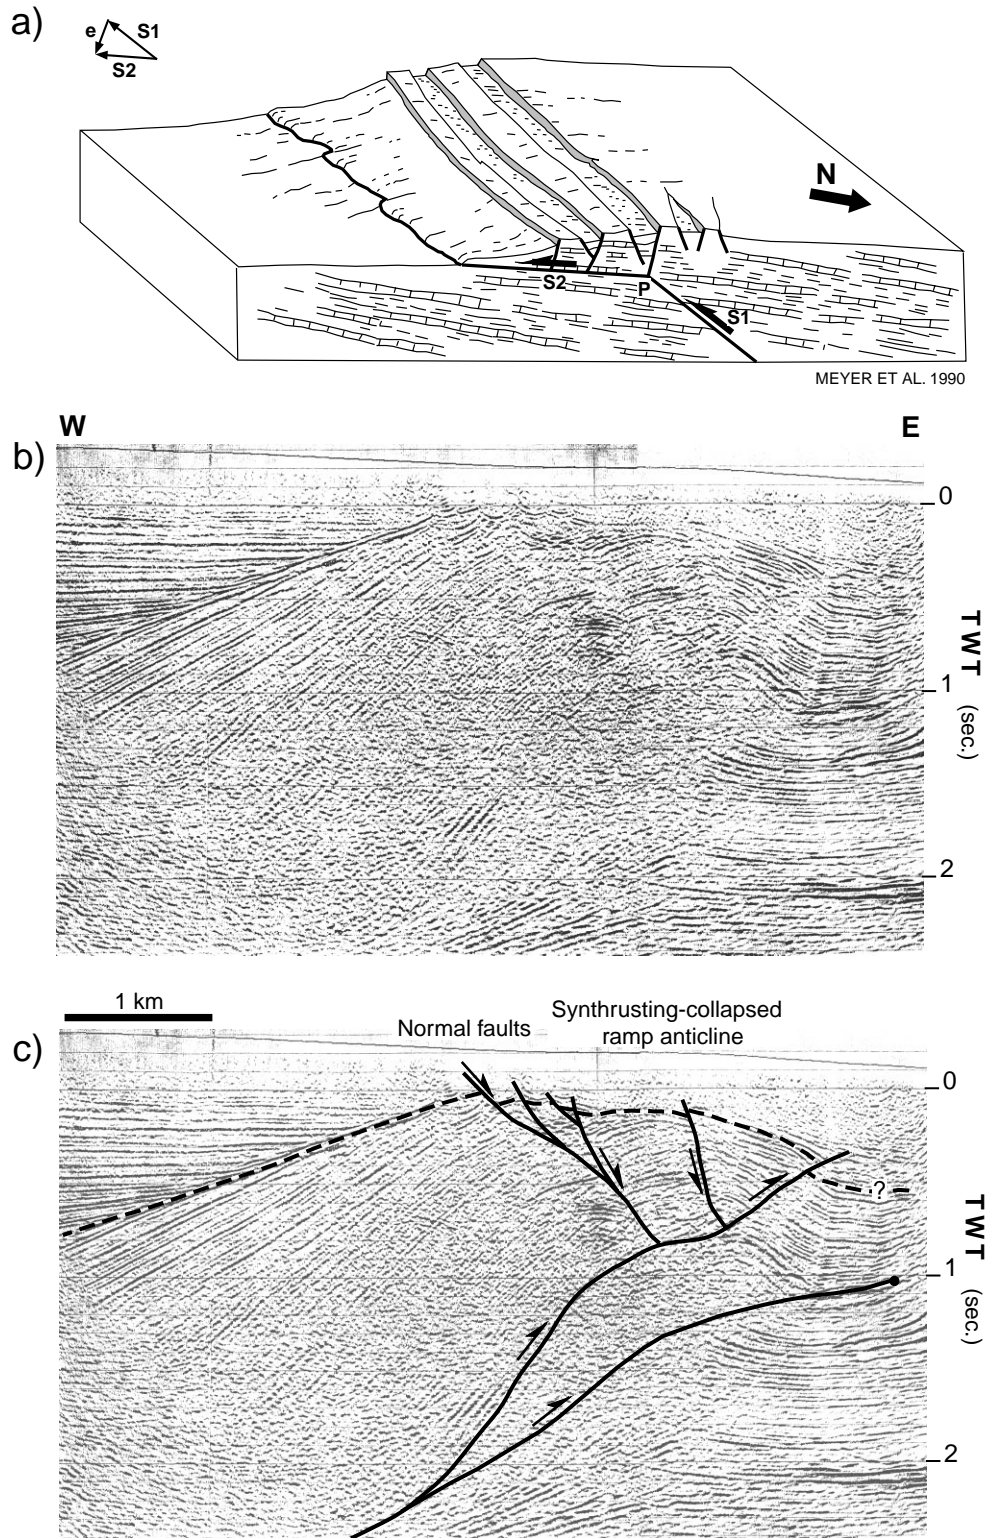 a)
e
S1
S2
N
S2
P
S1
MEYER ET AL. 1990
W
E
b)
0
1
2
TWT
(sec.)
1 km
Normal faults
Synthrusting-collapsed
ramp anticline
c)
0
?
1
2
TWT
(sec.)